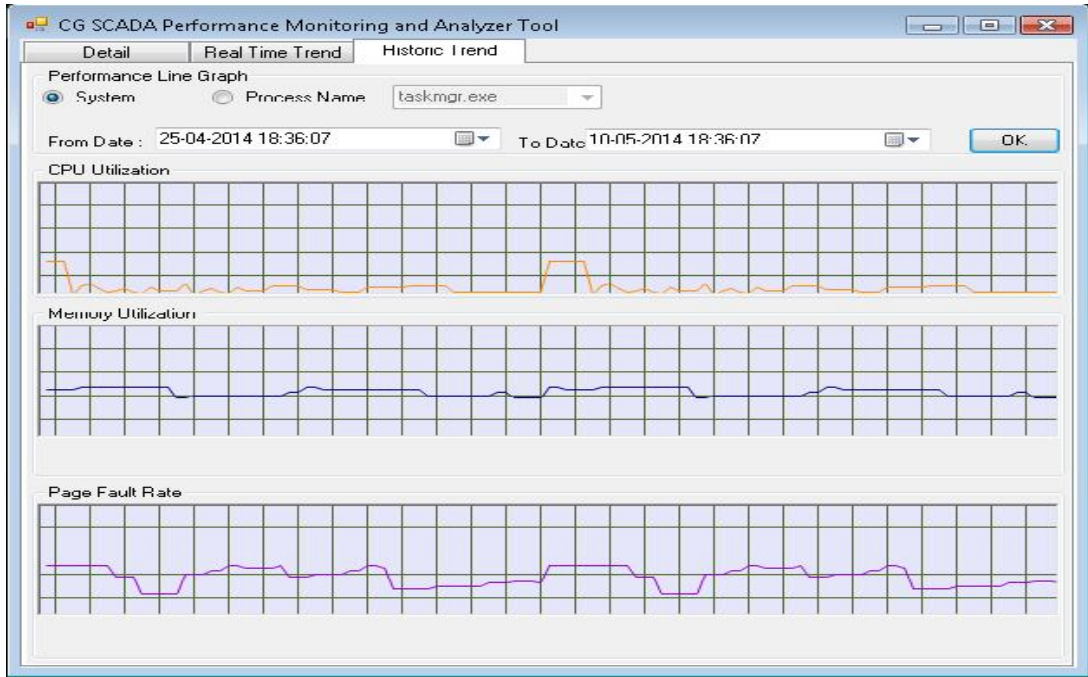 CG SCADA Performance Monitoring and Analyzer Tool
Detail Real Time Trend Historic Trend
Performance Line Graph
System Process Name taskmgr.exe
From Date : 25-04-2014 18:36:07 To Date 10-05-2014 18:36:07 OK
CPU Utilization
Memory Utilization
Page Fault Rate